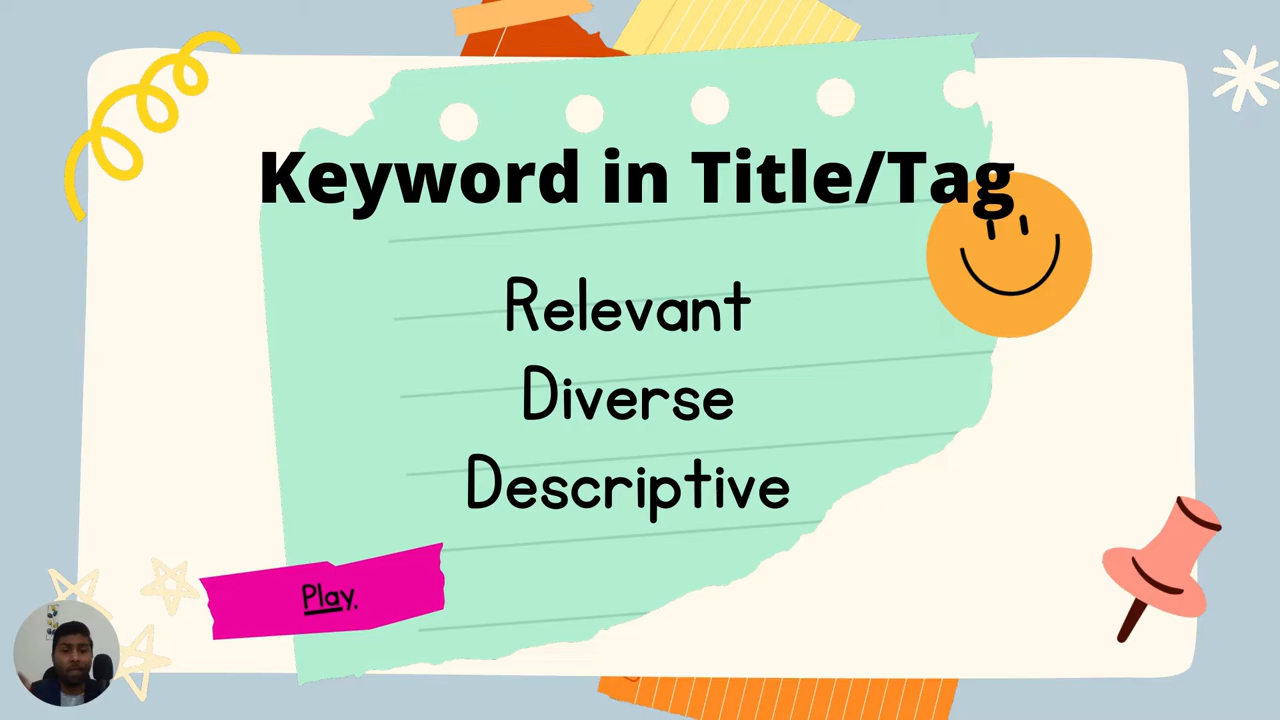 Keyword in Title/Tag
Relevant
Diverse
Descriptive
Play.